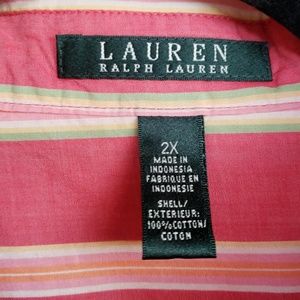 LAUREN
RALPH LAUREN
2X
MADE IN
INDONESIA
FABRIQUE EN
INDONESIE
SHELL/
EXTERIEUR:
100%COTTON/
COTON